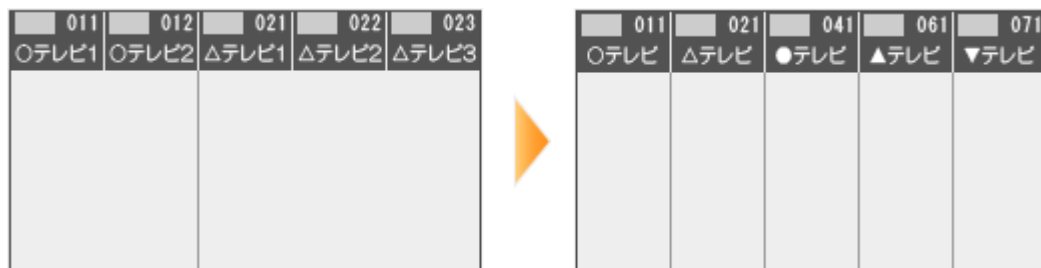 011 012 021 022 023
○テレビ1 ○テレビ2 △テレビ1 △テレビ2 △テレビ3
011 021 041 061 071
○テレビ △テレビ ●テレビ ▲テレビ ▼テレビ